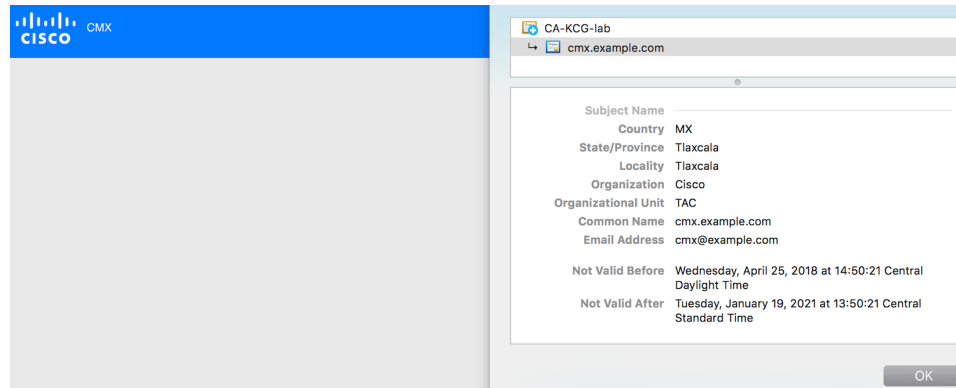 CISCO
CMX
CA-KCG-lab
cmx.example.com
Subject Name
Country MX
State/Province Tlaxcala
Locality Tlaxcala
Organization Cisco
Organizational Unit TAC
Common Name cmx.example.com
Email Address cmx@example.com
Not Valid Before Wednesday, April 25, 2018 at 14:50:21 Central
Daylight Time
Not Valid After Tuesday, January 19, 2021 at 13:50:21 Central
Standard Time
OK